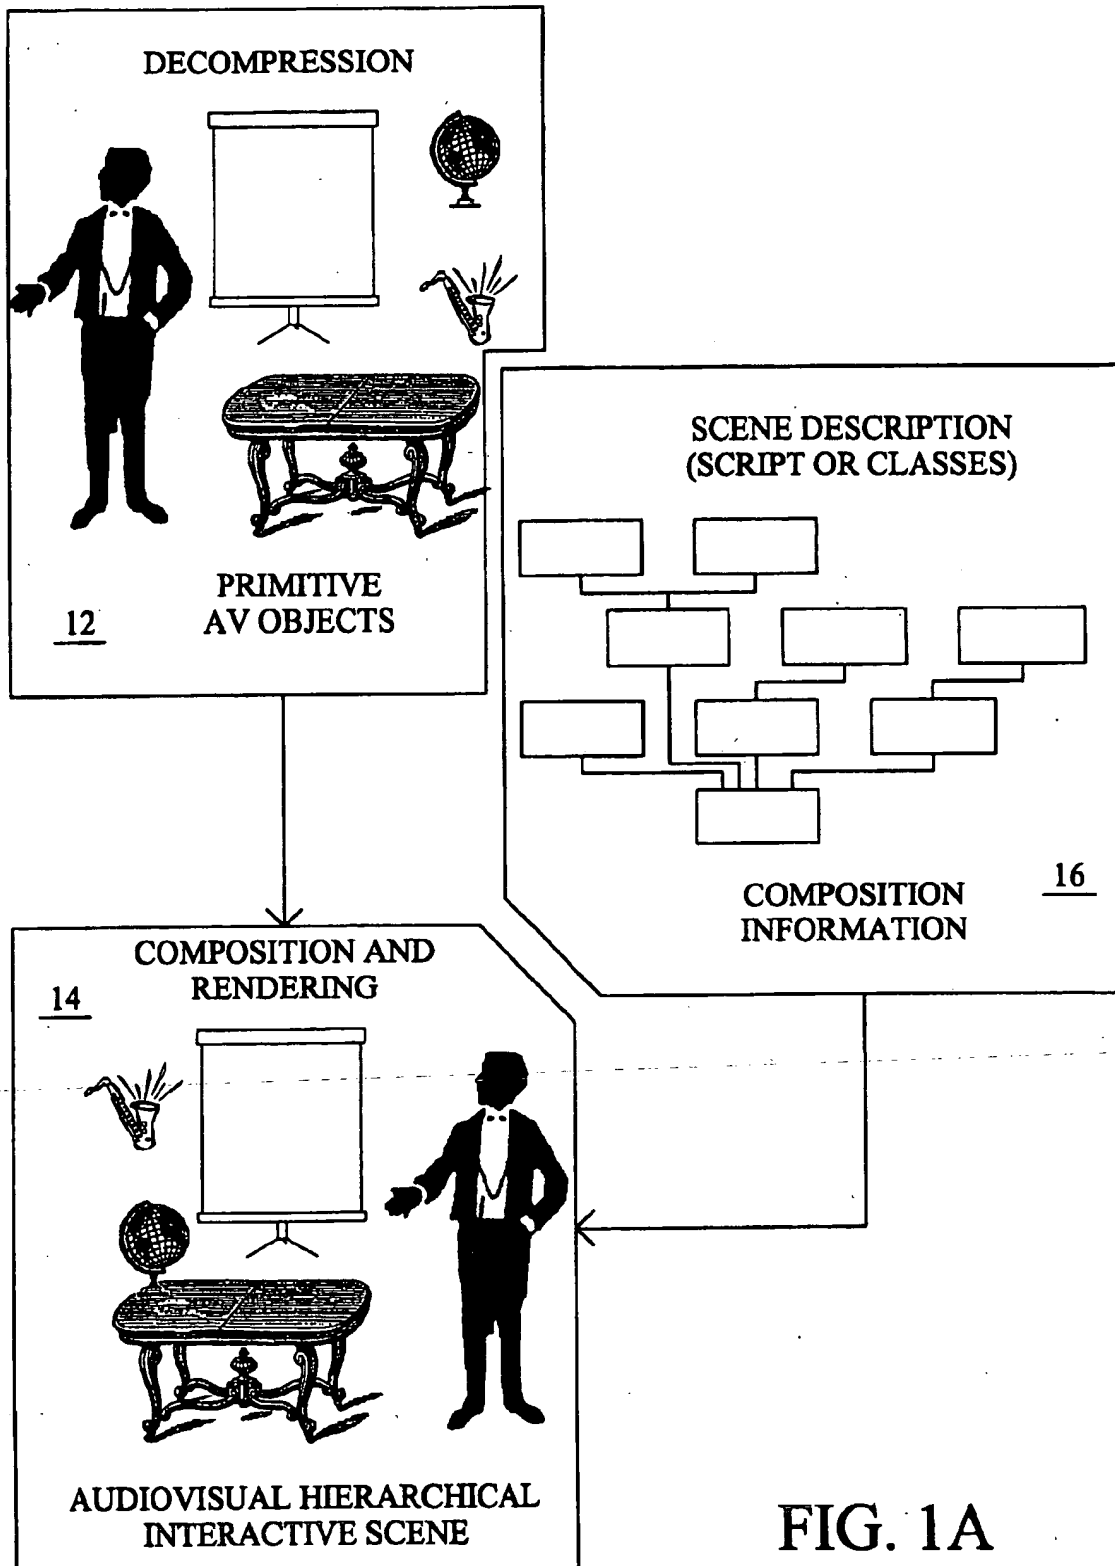 DECOMPRESSION
PRIMITIVE
AV OBJECTS
12
SCENE DESCRIPTION
(SCRIPT OR CLASSES)
16
COMPOSITION
INFORMATION
COMPOSITION AND
RENDERING
14
AUDIOVISUAL HIERARCHICAL
INTERACTIVE SCENE
FIG. 1A